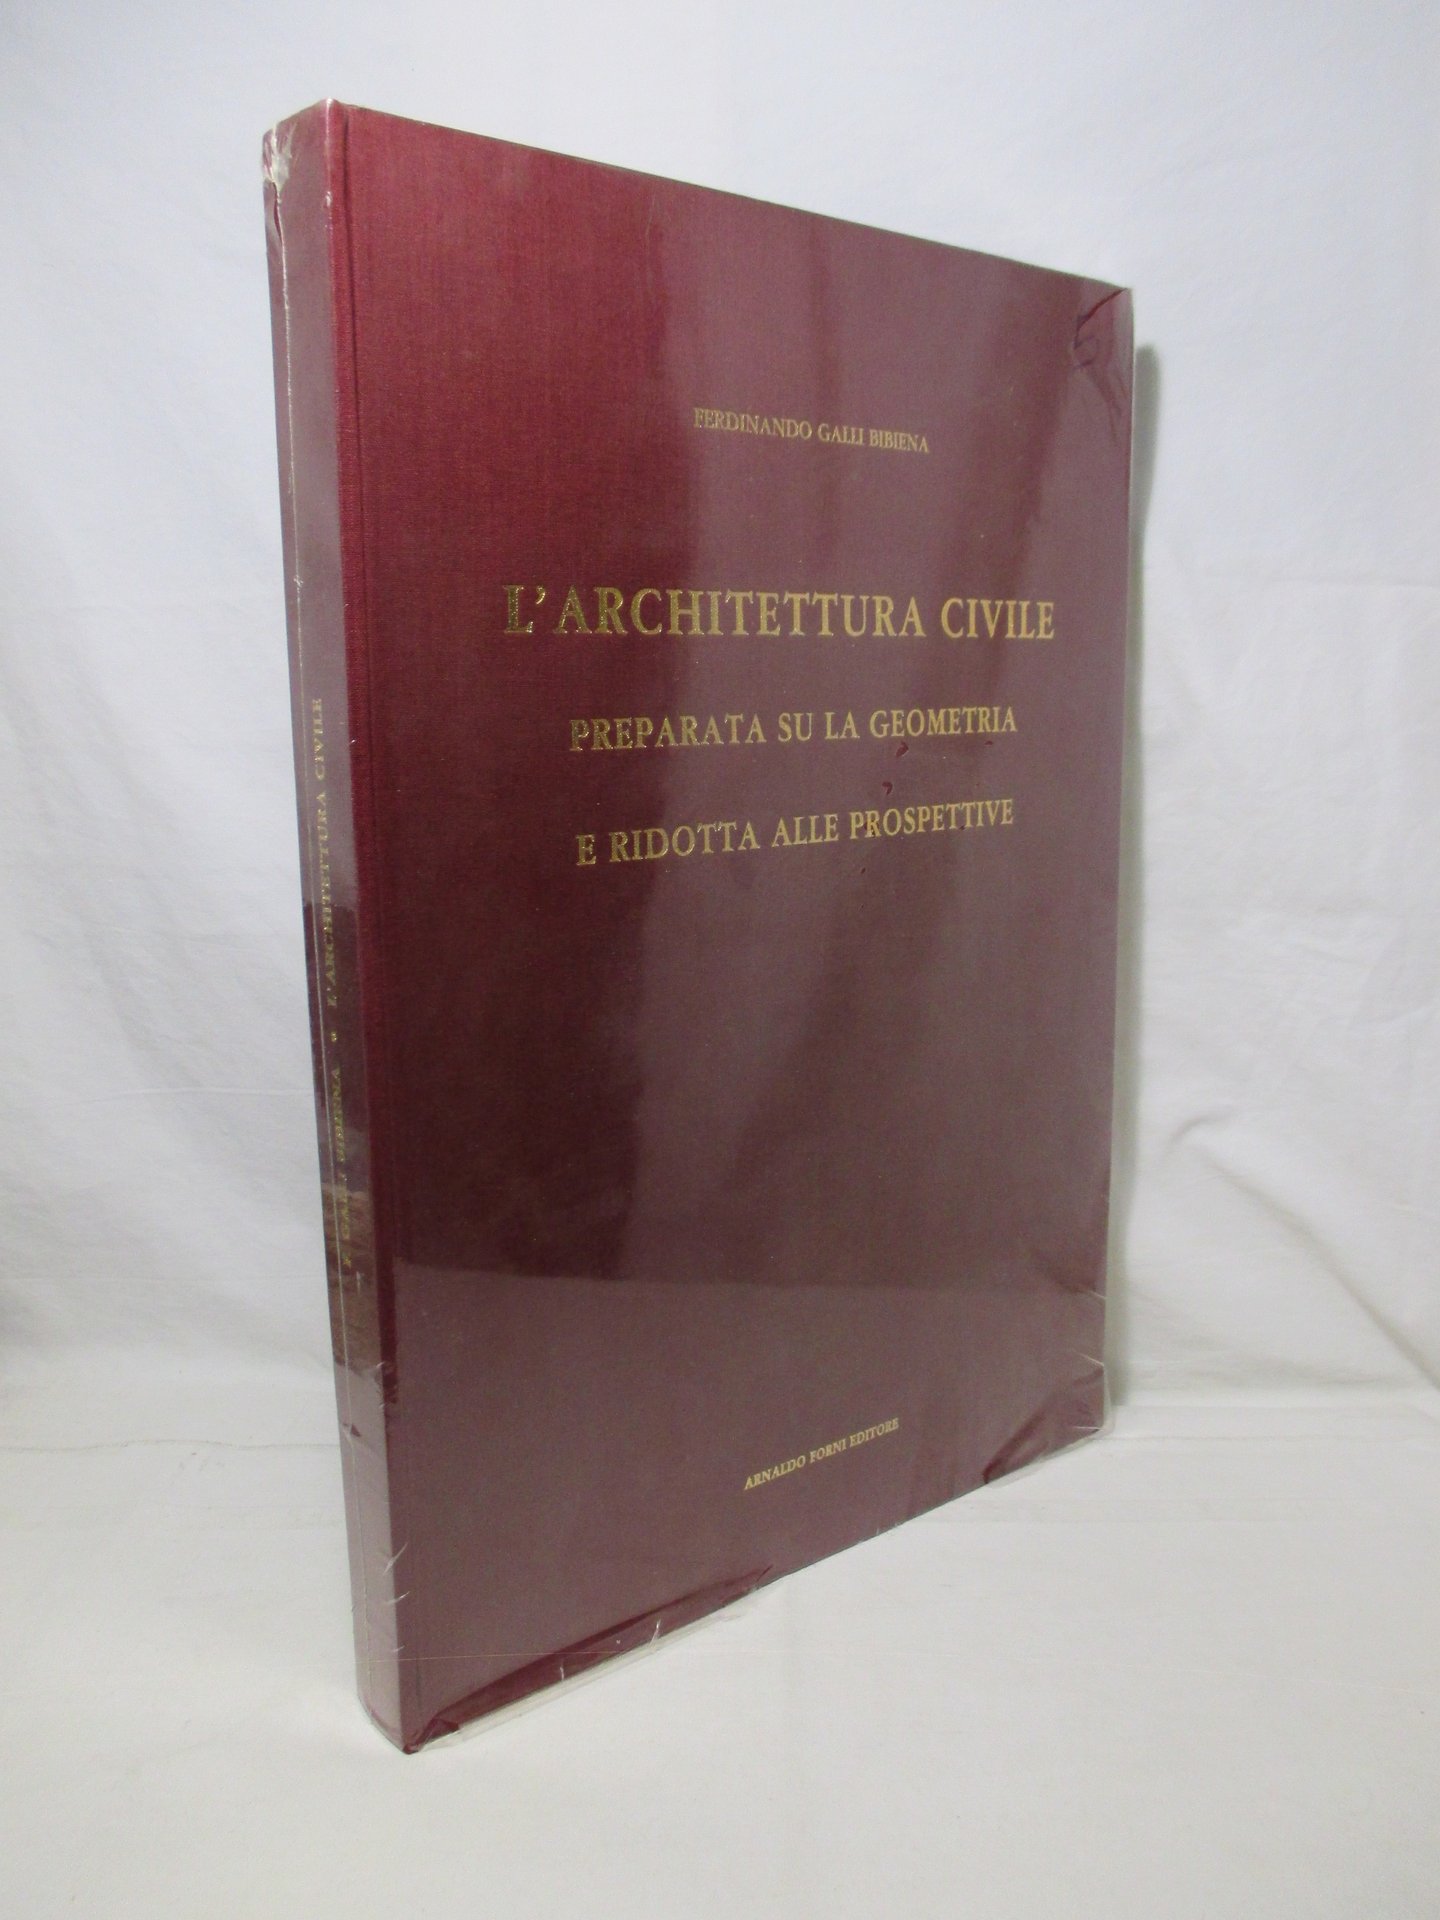 FERDINANDO GALLI BIBIENA
L'ARCHITETTURA CIVILE
PREPARATA SU LA GEOMETRIA
E RIDOTTA ALLE PROSPETTIVE
ARNALDO FORNI EDITORE
F. GALLI BIBIENA • L'ARCHITETTURA CIVILE